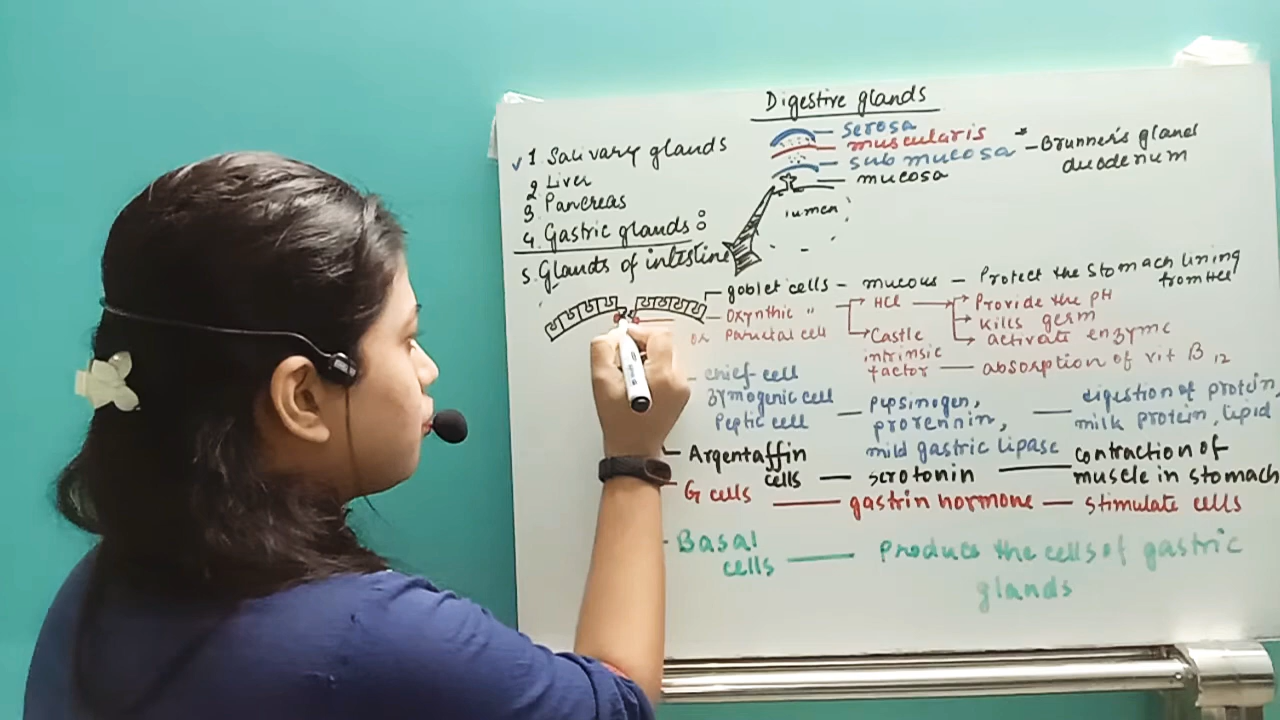 Digestive glands
✓ 1. Salivary glands
2. Liver
3. Pancreas
4. Gastric glands :
5. Glands of intestine
serosa
muscularis
sub mucosa * – Brunner's gland
duodenum
mucosa
lumen
goblet cells – mucous – Protect the stomach lining
from HCl
Oxynthic " HCl Provide the pH
or Parietal cell Kills germ
Castle activate enzyme
intrinsic
factor — absorption of vit B12
chief cell
Zymogenic cell
Peptic cell — Pepsinogen, — digestion of protein
prorennin, milk protein, lipid
mild gastric lipase
Argentaffin
cells — serotonin — contraction of
muscle in stomach
G cells — gastrin hormone — stimulate cells
Basal
cells — Produce the cells of gastric
glands